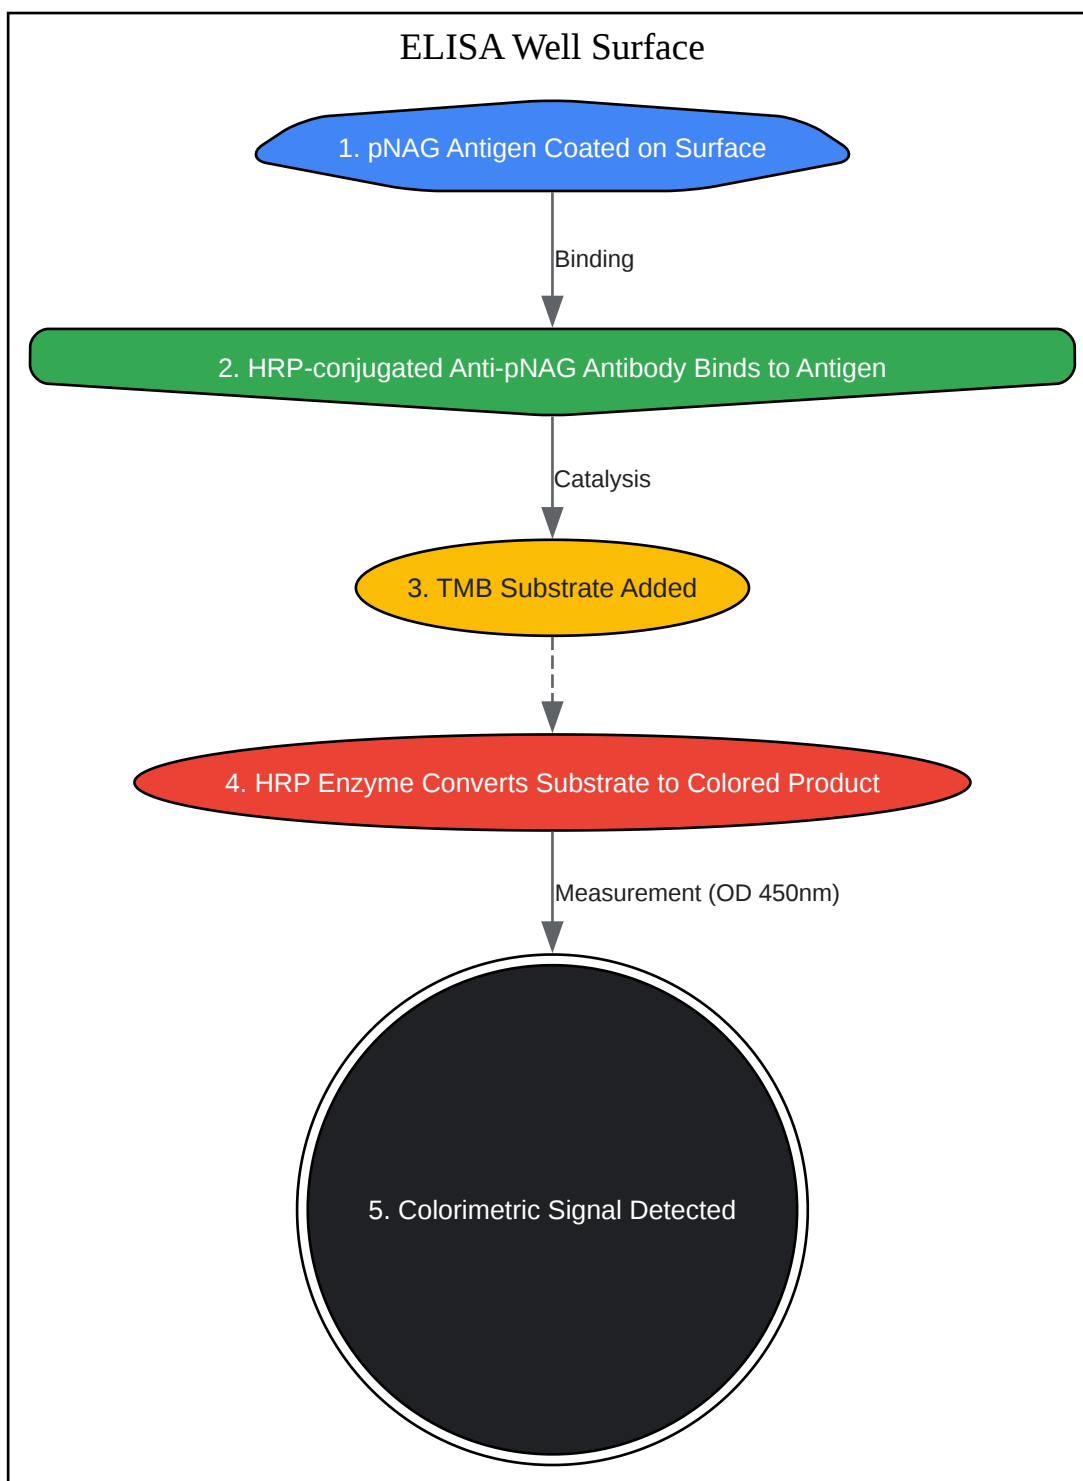 ELISA Well Surface
1. pNAG Antigen Coated on Surface
Binding
2. HRP-conjugated Anti-pNAG Antibody Binds to Antigen
Catalysis
3. TMB Substrate Added
4. HRP Enzyme Converts Substrate to Colored Product
Measurement (OD 450nm)
5. Colorimetric Signal Detected